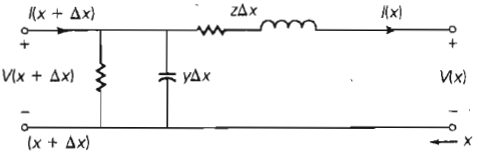 I(x + Δx) zΔx I(x)
+ +
V(x + Δx) yΔx V(x)
− −
(x + Δx) ← x